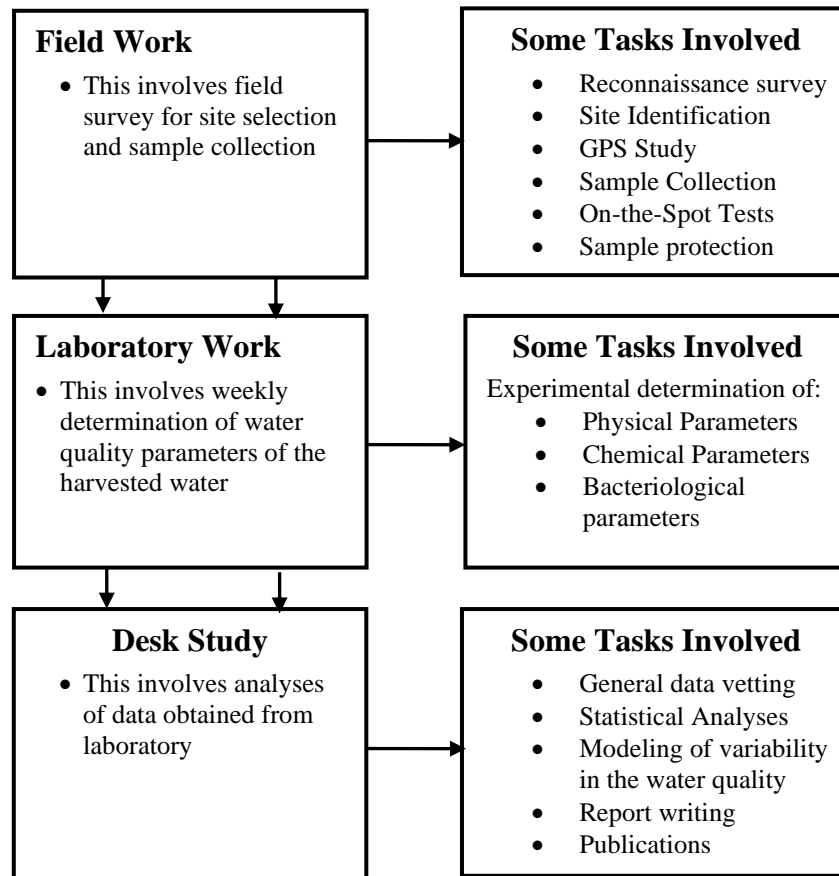 Field Work
• This involves field
survey for site selection
and sample collection
Some Tasks Involved
• Reconnaissance survey
• Site Identification
• GPS Study
• Sample Collection
• On-the-Spot Tests
• Sample protection
Laboratory Work
• This involves weekly
determination of water
quality parameters of the
harvested water
Some Tasks Involved
Experimental determination of:
• Physical Parameters
• Chemical Parameters
• Bacteriological
parameters
Desk Study
• This involves analyses
of data obtained from
laboratory
Some Tasks Involved
• General data vetting
• Statistical Analyses
• Modeling of variability
in the water quality
• Report writing
• Publications